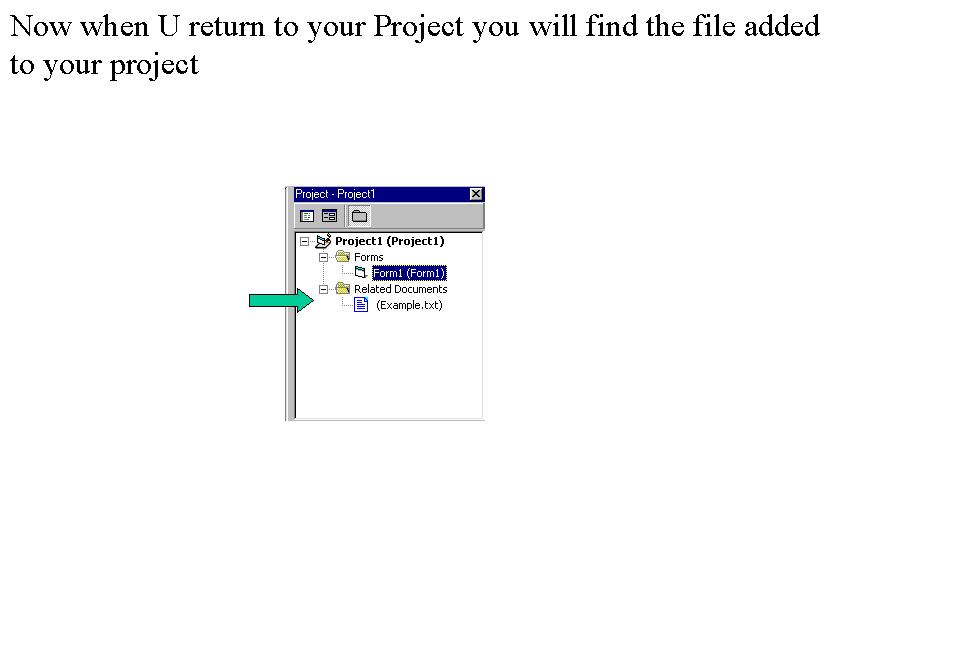 Now when U return to your Project you will find the file added
to your project
Project - Project1
Project1 (Project1)
Forms
Form1 (Form1)
Related Documents
(Example.txt)